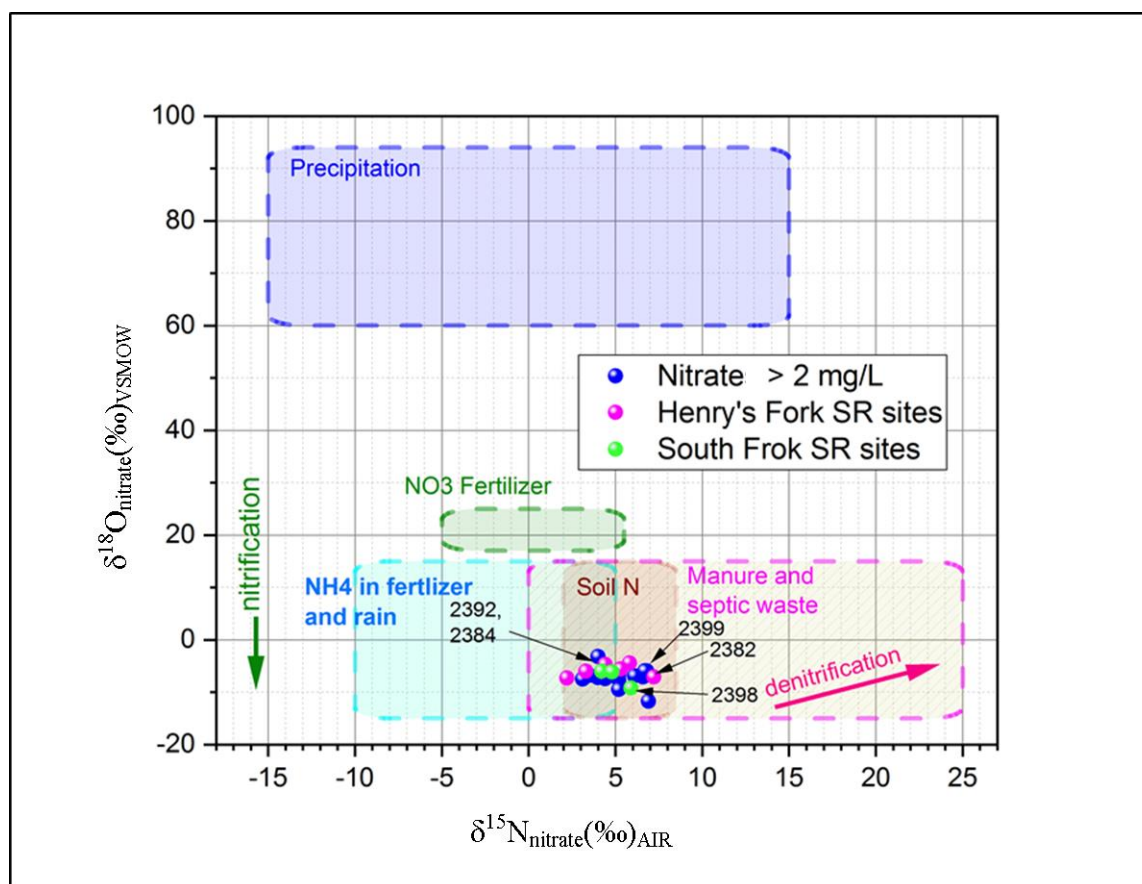 100
80
60
40
20
0
-20
-15
-10
-5
0
5
10
15
20
25
δ18Onitrate(‰)VSMOW
δ15Nnitrate(‰)AIR
Precipitation
Nitrate > 2 mg/L
Henry's Fork SR sites
South Frok SR sites
NO3 Fertilizer
nitrification
NH4 in fertlizer
and rain
Soil N
Manure and
septic waste
2392,
2384
2399
2382
2398
denitrification